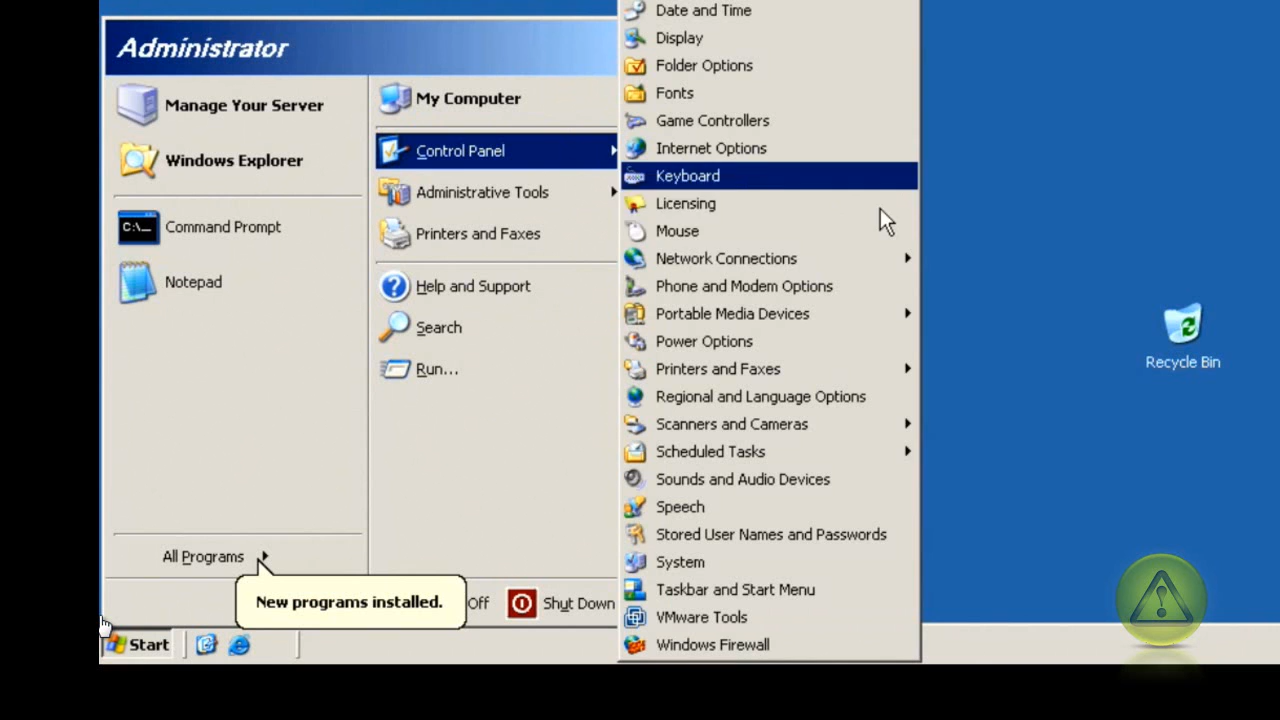 Administrator
Manage Your Server
Windows Explorer
Command Prompt
C:\_
Notepad
All Programs
New programs installed.
My Computer
Control Panel
Administrative Tools
Printers and Faxes
Help and Support
Search
Run...
Off
Shut Down
Date and Time
Display
Folder Options
Fonts
Game Controllers
Internet Options
Keyboard
Licensing
Mouse
Network Connections
Phone and Modem Options
Portable Media Devices
Power Options
Printers and Faxes
Regional and Language Options
Scanners and Cameras
Scheduled Tasks
Sounds and Audio Devices
Speech
Stored User Names and Passwords
System
Taskbar and Start Menu
VMware Tools
Windows Firewall
Recycle Bin
Start